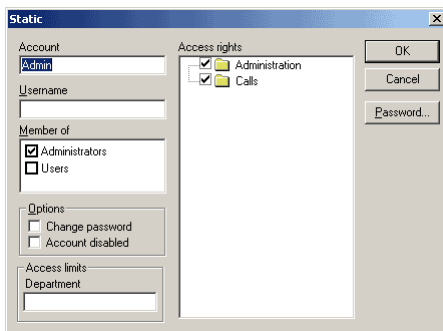 Static
Account
Admin
Username
Member of
Administrators
Users
Options
Change password
Account disabled
Access limits
Department
Access rights
Administration
Calls
OK
Cancel
Password...